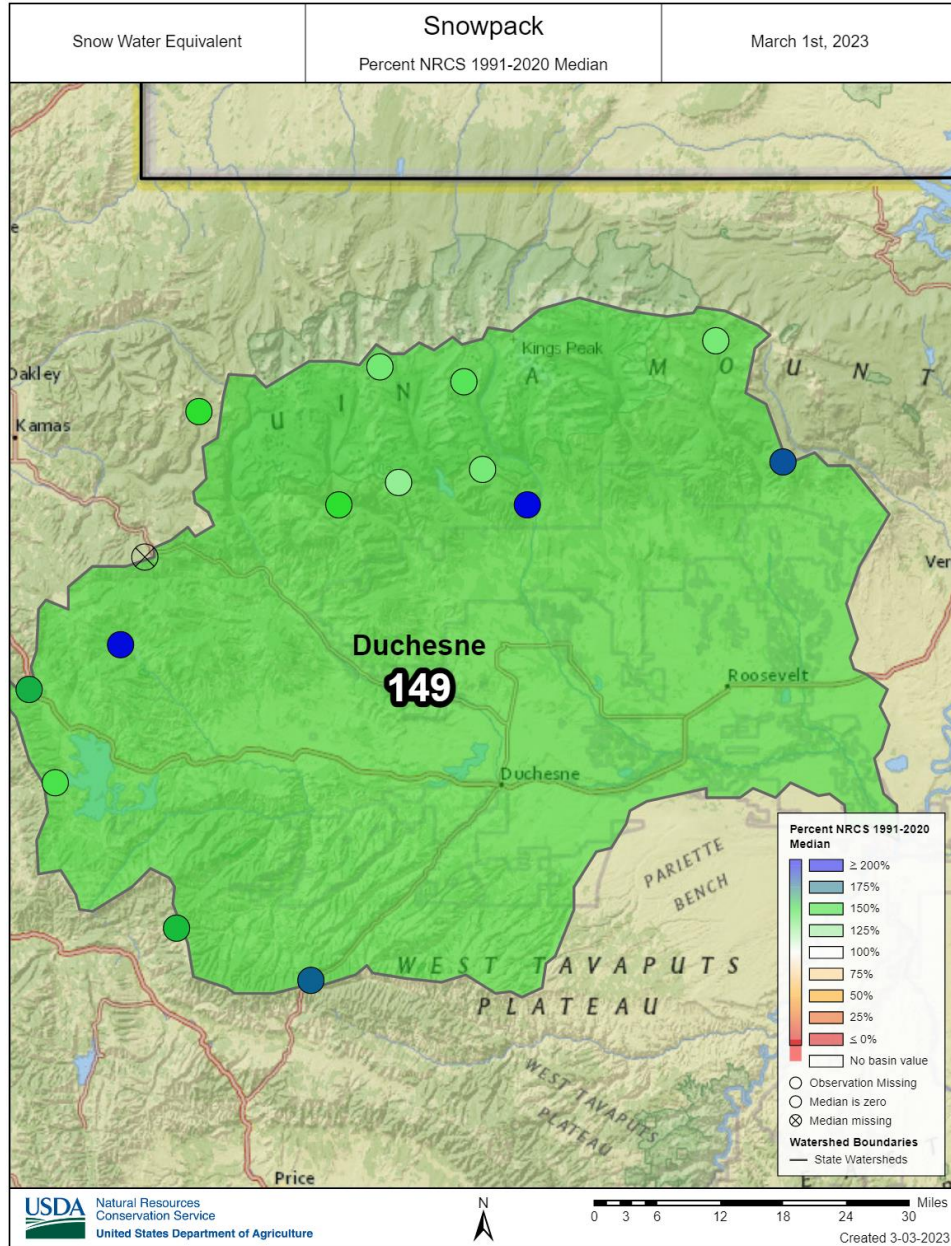 Snow Water Equivalent
Snowpack
Percent NRCS 1991-2020 Median
March 1st, 2023
e
Oakley
Kamas
Kings Peak
U I N A M O U N T
Ver
Duchesne
149
Roosevelt
Duchesne
PARIETTE
BENCH
WEST TAVAPUTS
PLATEAU
WEST TAVAPUTS
PLATEAU
Price
E
Percent NRCS 1991-2020
Median
≥ 200%
175%
150%
125%
100%
75%
50%
25%
≤ 0%
No basin value
Observation Missing
Median is zero
Median missing
Watershed Boundaries
State Watersheds
USDA
Natural Resources
Conservation Service
United States Department of Agriculture
N
Miles
0 3 6 12 18 24 30
Created 3-03-2023